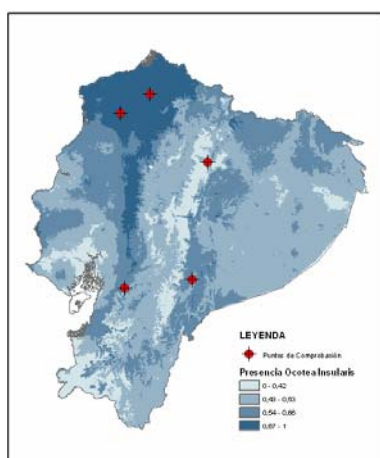 LEYENDA
Puntos de Comprobación
Presencia Ocotea Insularis
0 - 0,42
0,43 - 0,53
0,54 - 0,66
0,67 - 1